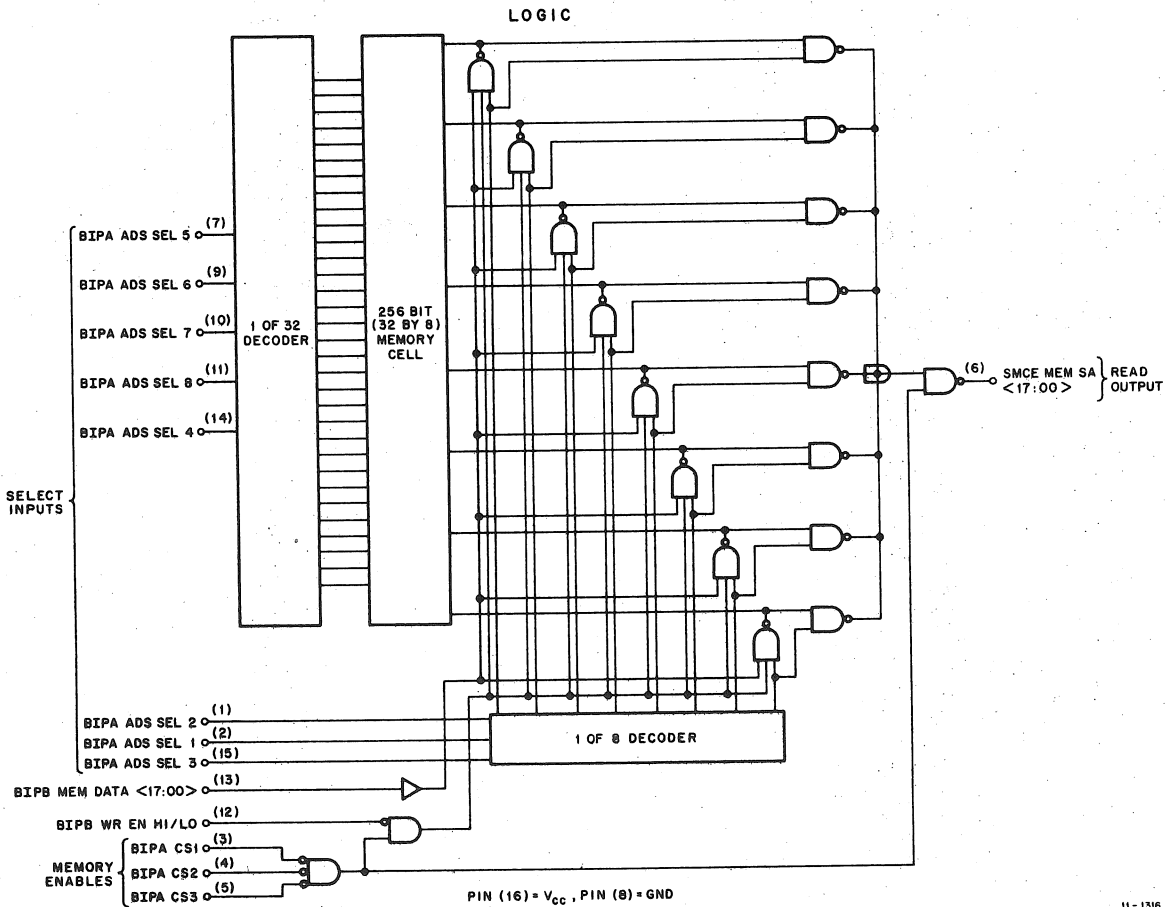 LOGIC
(7)
BIPA ADS SEL 5
(9)
BIPA ADS SEL 6
(10)
BIPA ADS SEL 7
(11)
BIPA ADS SEL 8
(14)
BIPA ADS SEL 4
1 OF 32
DECODER
256 BIT
(32 BY 8)
MEMORY
CELL
(6)
SMCE MEM SA
<17:00>
READ
OUTPUT
SELECT
INPUTS
(1)
BIPA ADS SEL 2
(2)
BIPA ADS SEL 1
(15)
BIPA ADS SEL 3
1 OF 8 DECODER
(13)
BIPB MEM DATA <17:00>
(12)
BIPB WR EN HI/LO
MEMORY
ENABLES
(3)
BIPA CS1
(4)
BIPA CS2
(5)
BIPA CS3
PIN (16) = VCC, PIN (8) = GND
11-1316